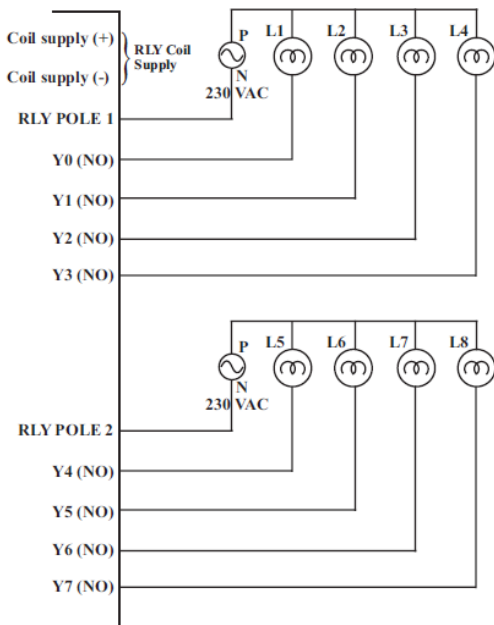 L1 L2 L3 L4
Coil supply (+)
RLY Coil
Supply
P
Coil supply (-)
N
230 VAC
RLY POLE 1
Y0 (NO)
Y1 (NO)
Y2 (NO)
Y3 (NO)
P
L5 L6 L7 L8
N
230 VAC
RLY POLE 2
Y4 (NO)
Y5 (NO)
Y6 (NO)
Y7 (NO)